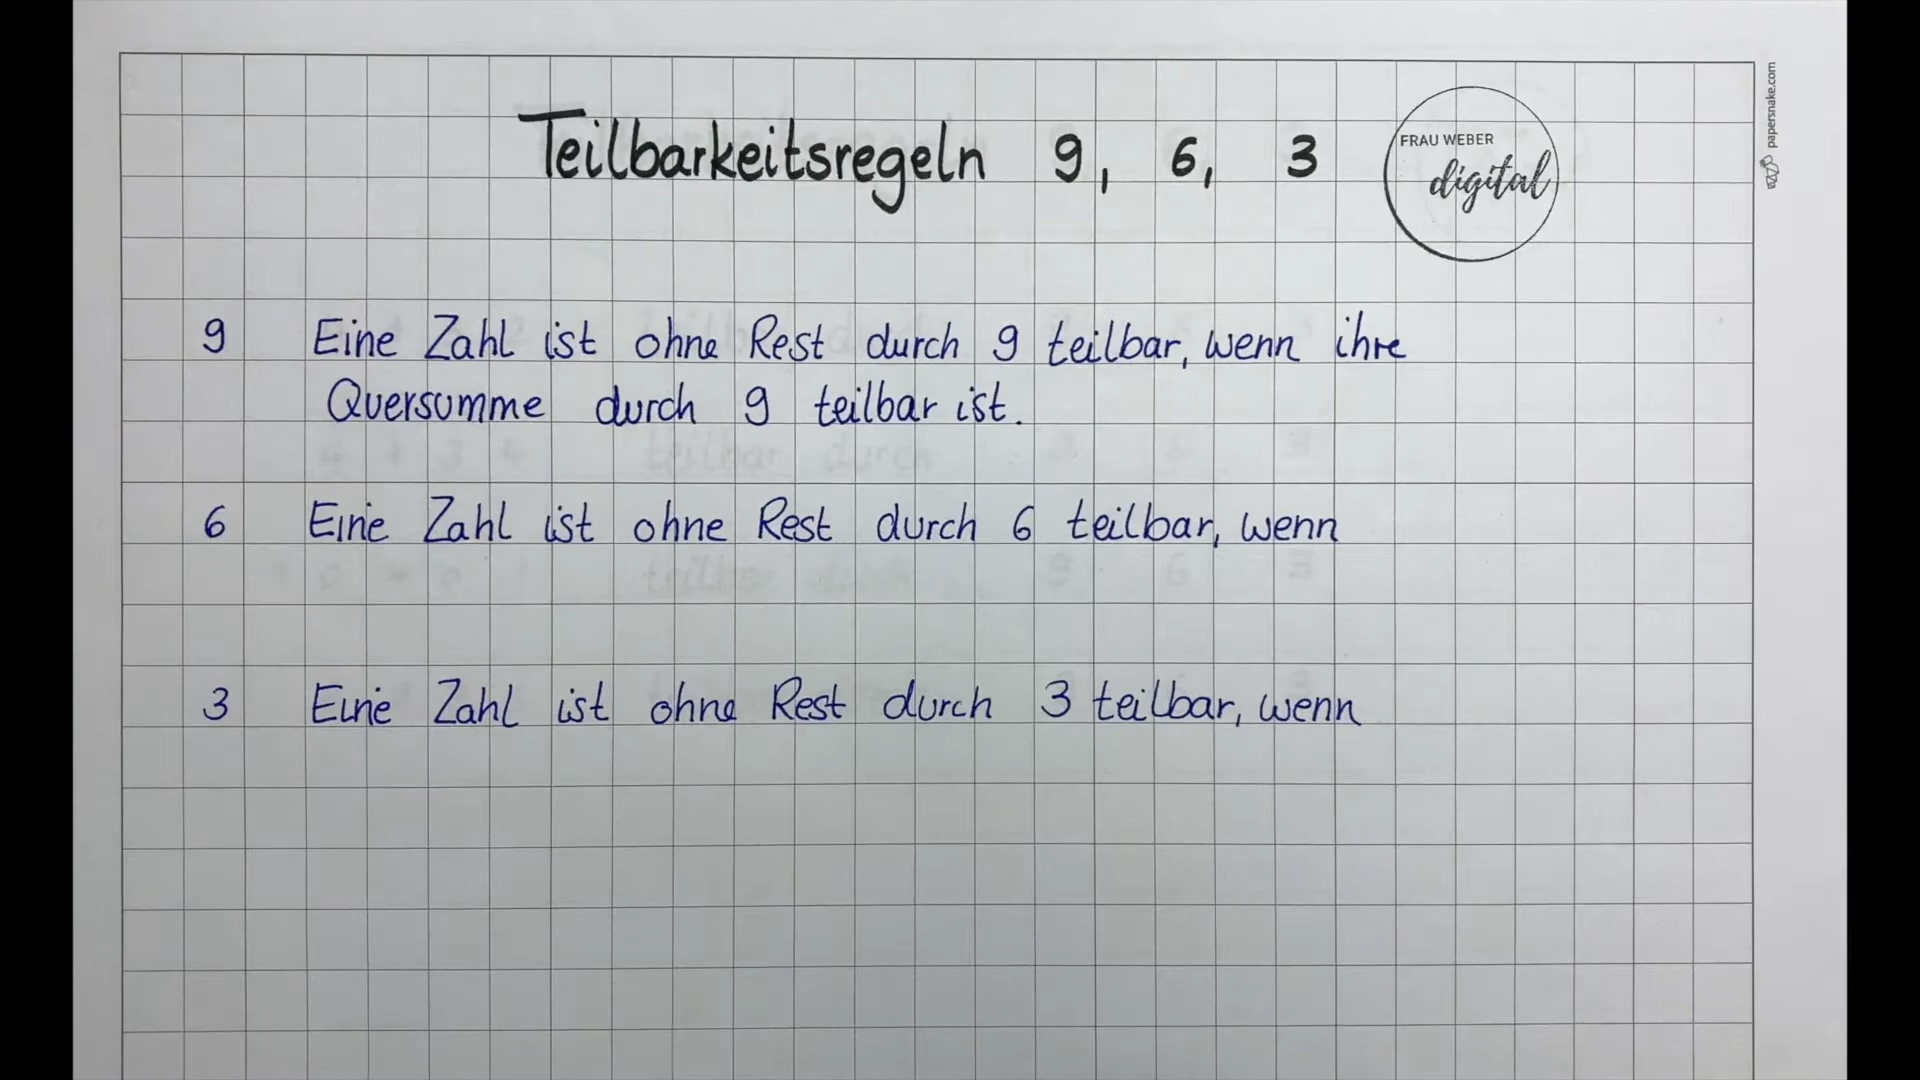 Teilbarkeitsregeln 9, 6, 3
FRAU WEBER
digital
papersnake.com
9 Eine Zahl ist ohne Rest durch 9 teilbar, wenn ihre
Quersumme durch 9 teilbar ist.
6 Eine Zahl ist ohne Rest durch 6 teilbar, wenn
3 Eine Zahl ist ohne Rest durch 3 teilbar, wenn